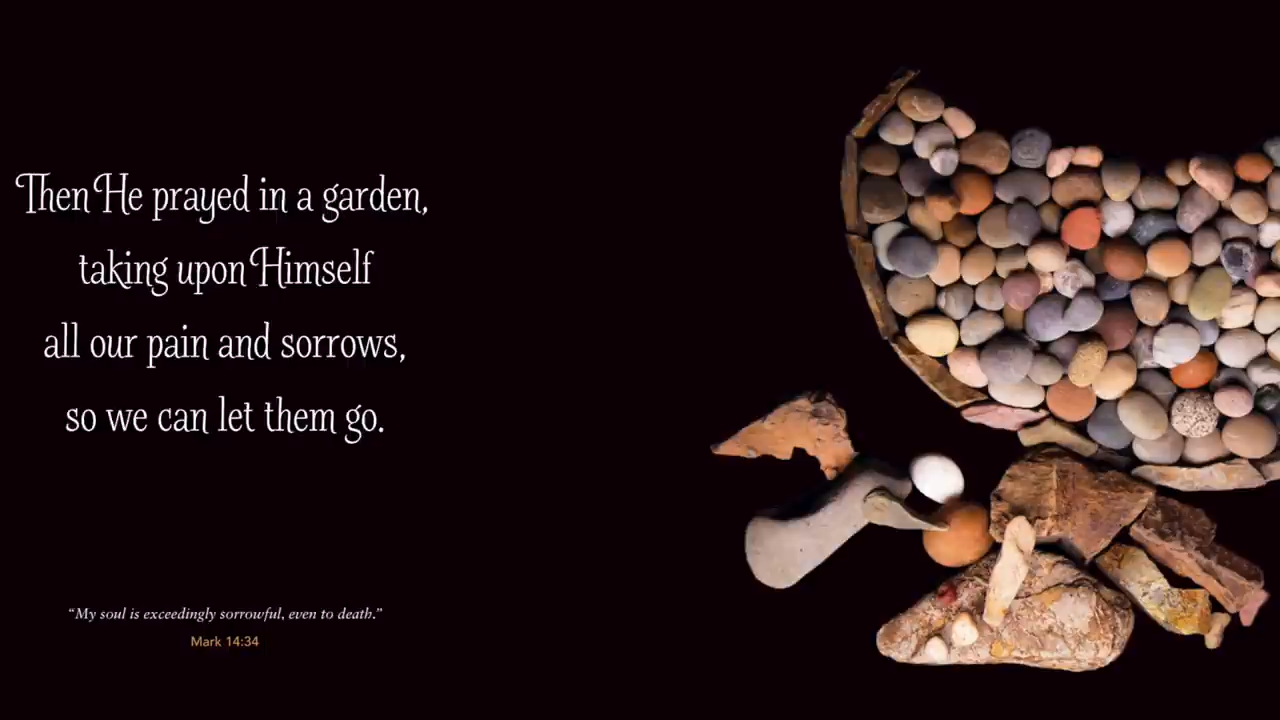 Then He prayed in a garden,
taking upon Himself
all our pain and sorrows,
so we can let them go.
“My soul is exceedingly sorrowful, even to death.”
Mark 14:34